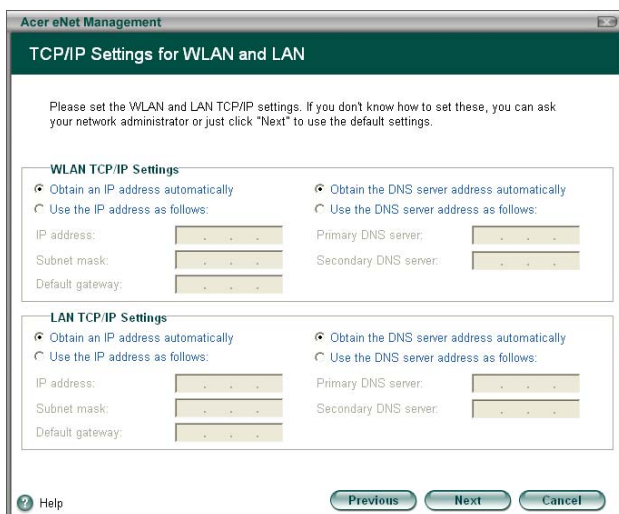 Acer eNet Management
TCP/IP Settings for WLAN and LAN
Please set the WLAN and LAN TCP/IP settings. If you don't know how to set these, you can ask
your network administrator or just click "Next" to use the default settings.
WLAN TCP/IP Settings
Obtain an IP address automatically
Use the IP address as follows:
IP address:
Subnet mask:
Default gateway:
Obtain the DNS server address automatically
Use the DNS server address as follows:
Primary DNS server:
Secondary DNS server:
LAN TCP/IP Settings
Obtain an IP address automatically
Use the IP address as follows:
IP address:
Subnet mask:
Default gateway:
Obtain the DNS server address automatically
Use the DNS server address as follows:
Primary DNS server:
Secondary DNS server:
? Help
Previous
Next
Cancel